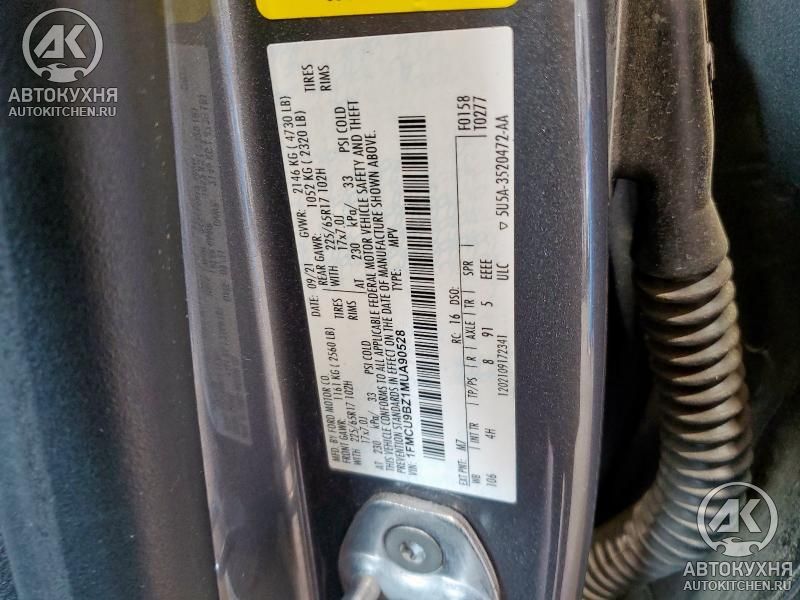 АВТОКУХНЯ
AUTOKITCHEN.RU
MFD. BY FORD MOTOR CO.
DATE: 09/21 GVWR: 2146 KG ( 4730 LB)
FRONT GAWR: 1161 KG ( 2560 LB) REAR GAWR: 1052 KG ( 2320 LB)
WITH 225/65R17 102H TIRES WITH 225/65R17 102H TIRES
17x7.0J RIMS 17x7.0J RIMS
AT 230 kPa/ 33 PSI COLD AT 230 kPa/ 33 PSI COLD
THIS VEHICLE CONFORMS TO ALL APPLICABLE FEDERAL MOTOR VEHICLE SAFETY AND THEFT
PREVENTION STANDARDS IN EFFECT ON THE DATE OF MANUFACTURE SHOWN ABOVE.
VIN: 1FMCU9BZ1MUA90528 TYPE: MPV
F0158
T0277
EXT PNT: M7 RC: 16 DSO:
WB INT TR TP/PS R AXLE TR SPR
106 4H 8 91 5 EEEE
1202109172341 ULC
▽ 5U5A-3520472-AA
АВТОКУХНЯ
AUTOKITCHEN.RU